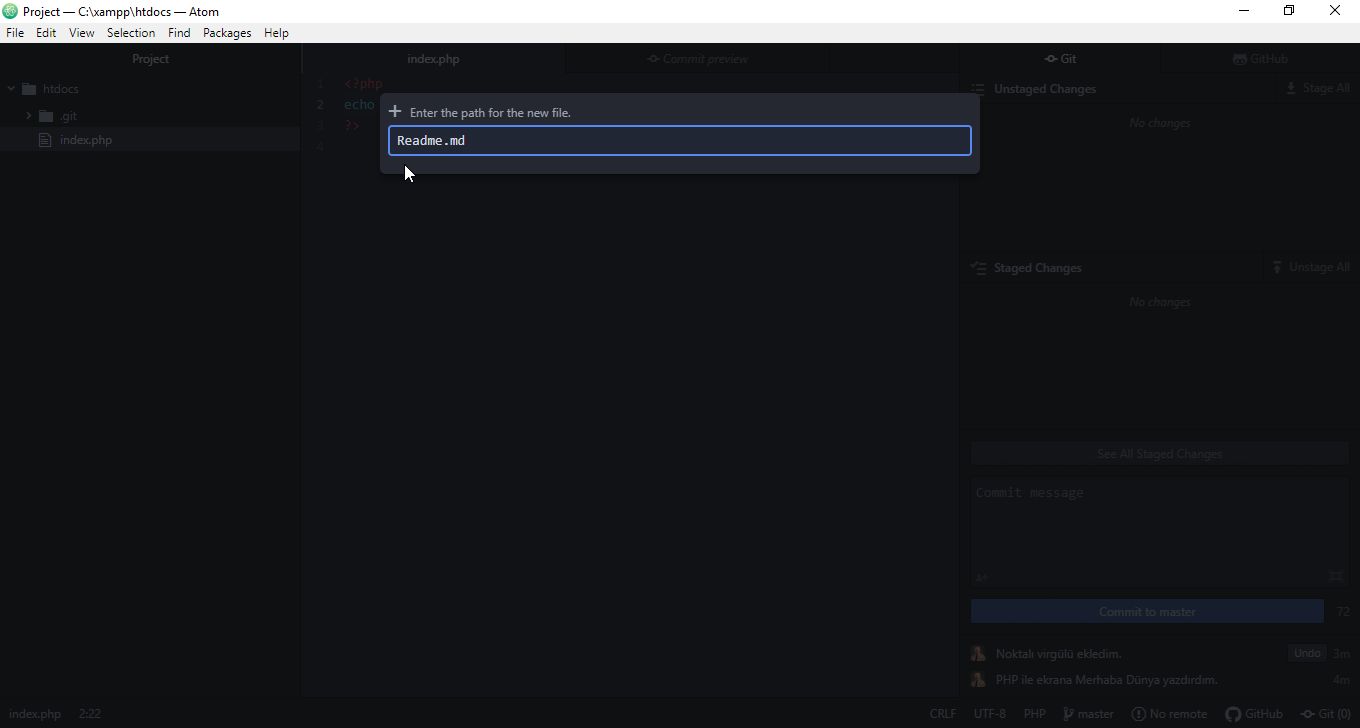 Project — C:\xampp\htdocs — Atom
File Edit View Selection Find Packages Help
Project
htdocs
.git
index.php
index.php
Commit preview
1 <?php
2 echo
3 ?>
4
Enter the path for the new file.
Readme.md
Git
GitHub
Unstaged Changes
Stage All
No changes
Staged Changes
Unstage All
No changes
See All Staged Changes
Commit message
Commit to master
72
Noktalı virgülü ekledim.
Undo
3m
PHP ile ekrana Merhaba Dünya yazdırdım.
4m
index.php 2:22
CRLF UTF-8 PHP master No remote GitHub Git (0)